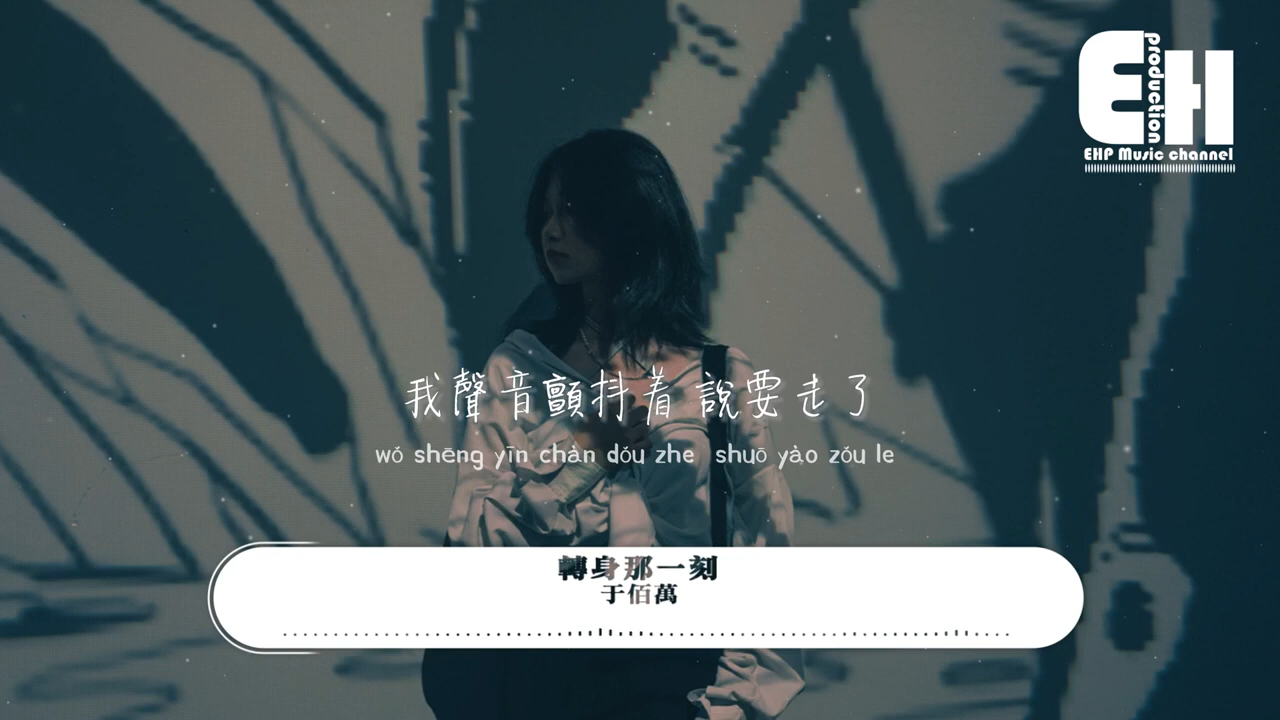 EH
production
EHP Music channel
我聲音顫抖着 說要走了
wǒ shēng yīn chàn dǒu zhe shuō yào zǒu le
轉身那一刻
于佰萬